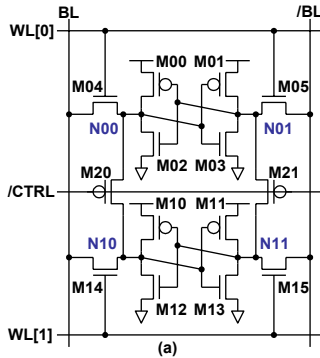 BL /BL
WL[0]
M00 M01
M04 M05
N00 N01
M02 M03
M20 M21
/CTRL
M10 M11
N10 N11
M14 M12 M13 M15
WL[1]
(a)